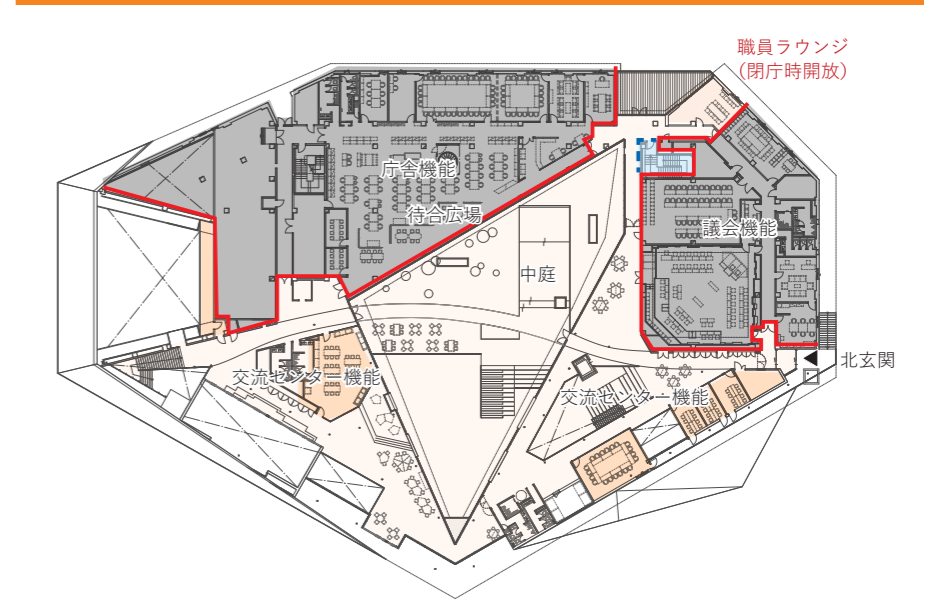 職員ラウンジ
(閉庁時開放)
庁舎機能
待合広場
議会機能
中庭
北玄関
交流センター機能
交流センター機能